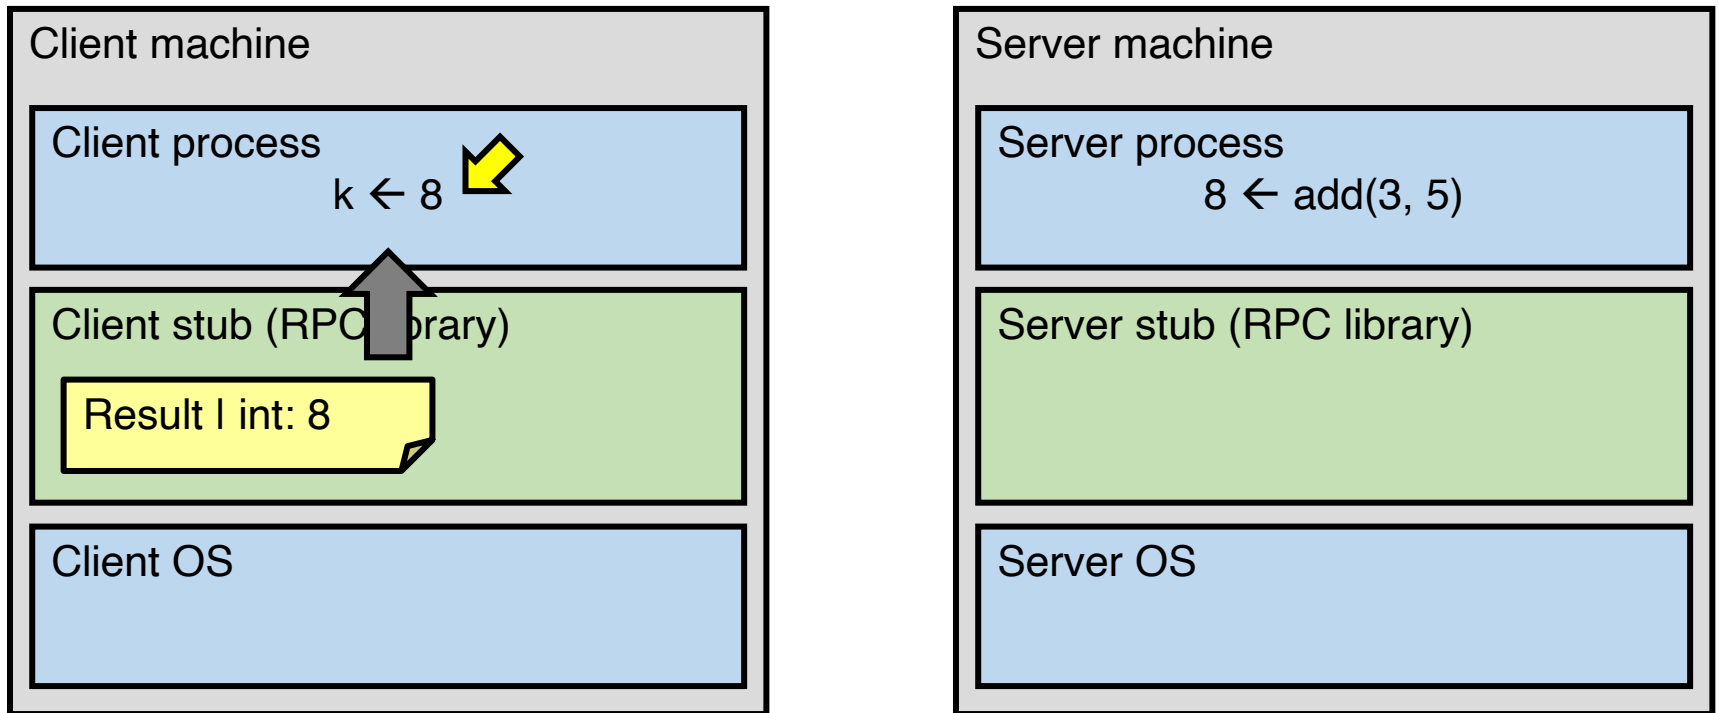 Client machine
Client process
k ← 8
Client stub (RPC library)
Result | int: 8
Client OS
Server machine
Server process
8 ← add(3, 5)
Server stub (RPC library)
Server OS